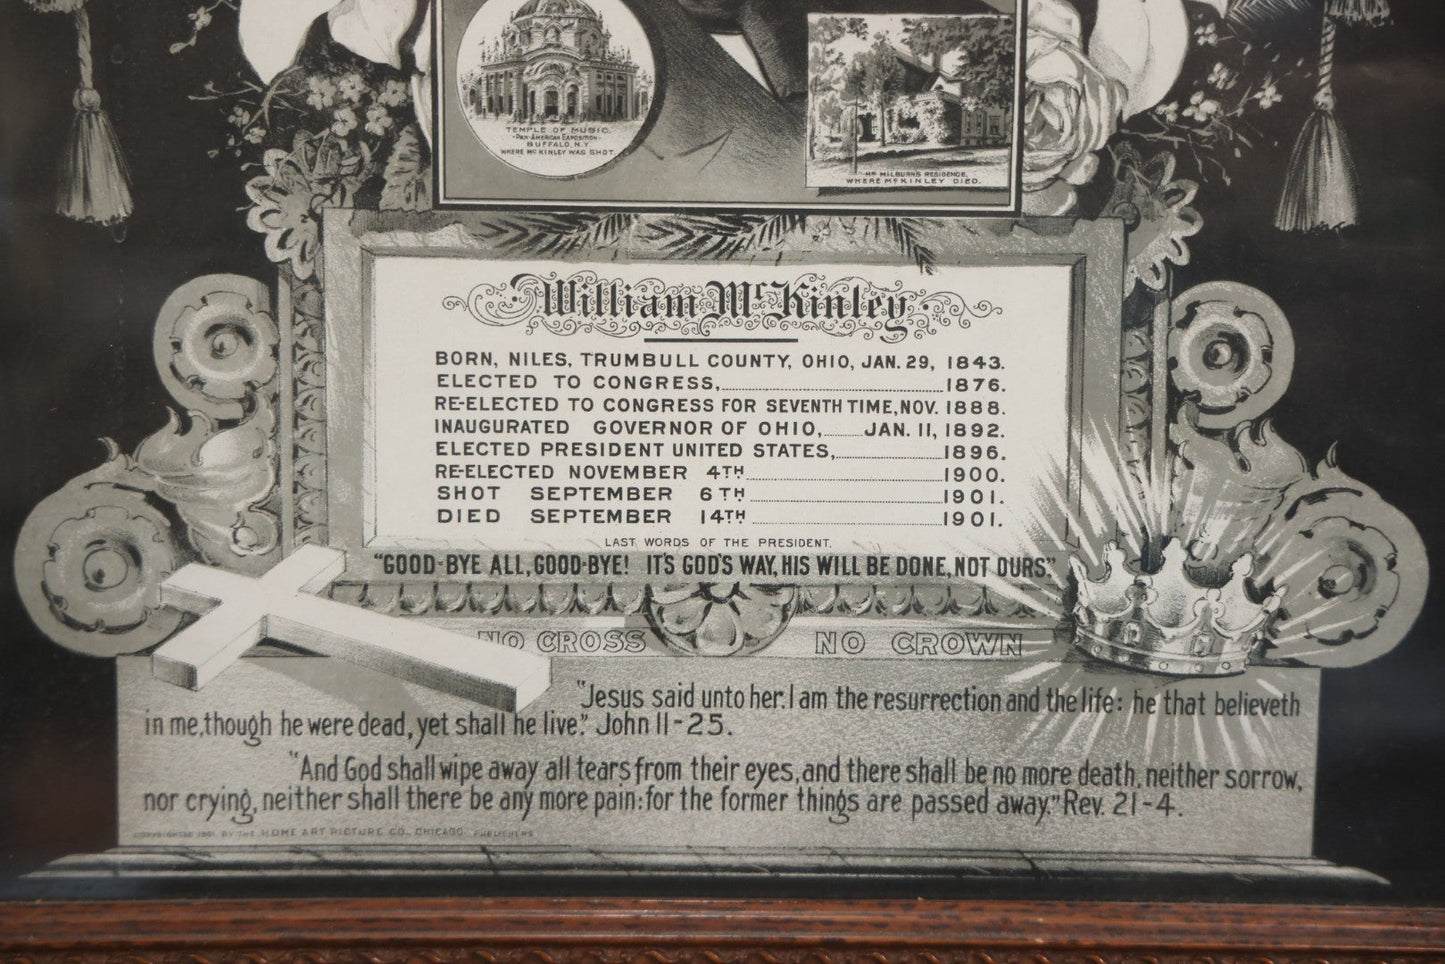 TEMPLE OF MUSIC.
PAN-AMERICAN EXPOSITION.
BUFFALO, N.Y.
WHERE MCKINLEY WAS SHOT.
MILBURN'S RESIDENCE,
WHERE MCKINLEY DIED.
William McKinley
BORN, NILES, TRUMBULL COUNTY, OHIO, JAN. 29, 1843.
ELECTED TO CONGRESS, 1876.
RE-ELECTED TO CONGRESS FOR SEVENTH TIME, NOV. 1888.
INAUGURATED GOVERNOR OF OHIO, JAN. 11, 1892.
ELECTED PRESIDENT UNITED STATES, 1896.
RE-ELECTED NOVEMBER 4TH 1900.
SHOT SEPTEMBER 6TH 1901.
DIED SEPTEMBER 14TH 1901.
LAST WORDS OF THE PRESIDENT.
"GOOD-BYE ALL, GOOD-BYE! IT'S GOD'S WAY, HIS WILL BE DONE, NOT OURS."
NO CROSS NO CROWN
"Jesus said unto her. I am the resurrection and the life: he that believeth
in me, though he were dead, yet shall he live." John 11-25.
"And God shall wipe away all tears from their eyes, and there shall be no more death, neither sorrow,
nor crying, neither shall there be any more pain: for the former things are passed away." Rev. 21-4.
COPYRIGHTED 1901 BY THE HOME ART PICTURE CO., CHICAGO PUBLISHERS